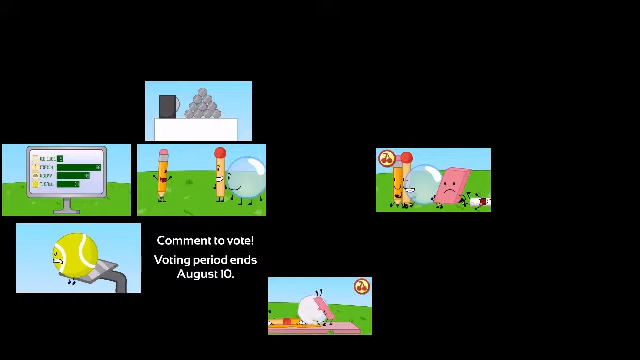 Comment to vote!
Voting period ends
August 10.